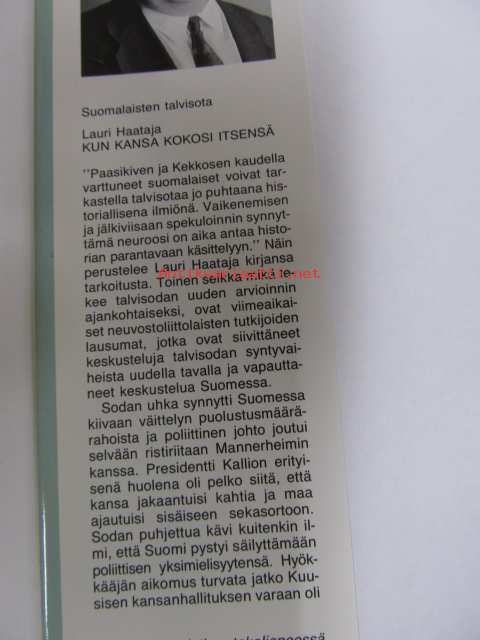 Suomalaisten talvisota
Lauri Haataja
KUN KANSA KOKOSI ITSENSÄ
"Paasikiven ja Kekkosen kaudella
varttuneet suomalaiset voivat tar-
kastella talvisotaa jo puhtaana his-
toriallisena ilmiönä. Vaikenemisen
ja jälkiviisaan spekuloinnin synnyt-
tämä neuroosi on aika antaa histo-
rian parantavaan käsittelyyn." Näin
perustelee Lauri Haataja kirjansa
tarkoitusta. Toinen seikka mikä te-
kee talvisodan uuden arvioinnin
ajankohtaiseksi, ovat viimeaikai-
set neuvostoliittolaisten tutkijoiden
lausumat, jotka ovat siivittäneet
keskusteluja talvisodan syntyvai-
heista uudella tavalla ja vapautta-
neet keskustelua Suomessa.
Sodan uhka synnytti Suomessa
kiivaan väittelyn puolustusmäärä-
rahoista ja poliittinen johto joutui
selvään ristiriitaan Mannerheimin
kanssa. Presidentti Kallion erityi-
senä huolena oli pelko siitä, että
kansa jakaantuisi kahtia ja maa
ajautuisi sisäiseen sekasortoon.
Sodan puhjettua kävi kuitenkin il-
mi, että Suomi pystyi säilyttämään
poliittisen yksimielisyytensä. Hyök-
kääjän aikomus turvata jatko Kuu-
sisen kansanhallituksen varaan oli